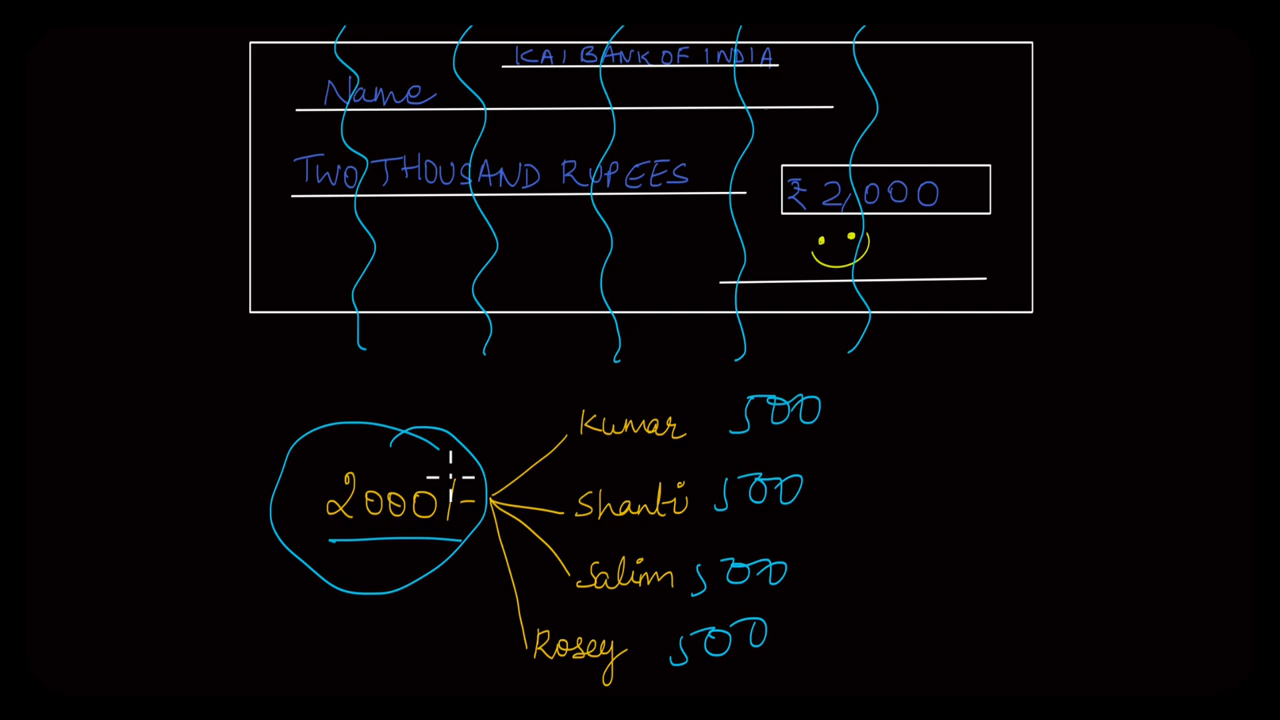 KAI BANK OF INDIA
Name
TWO THOUSAND RUPEES
₹ 2,000
2000/-
Kumar 500
Shanti 500
Salim 500
Rosey 500